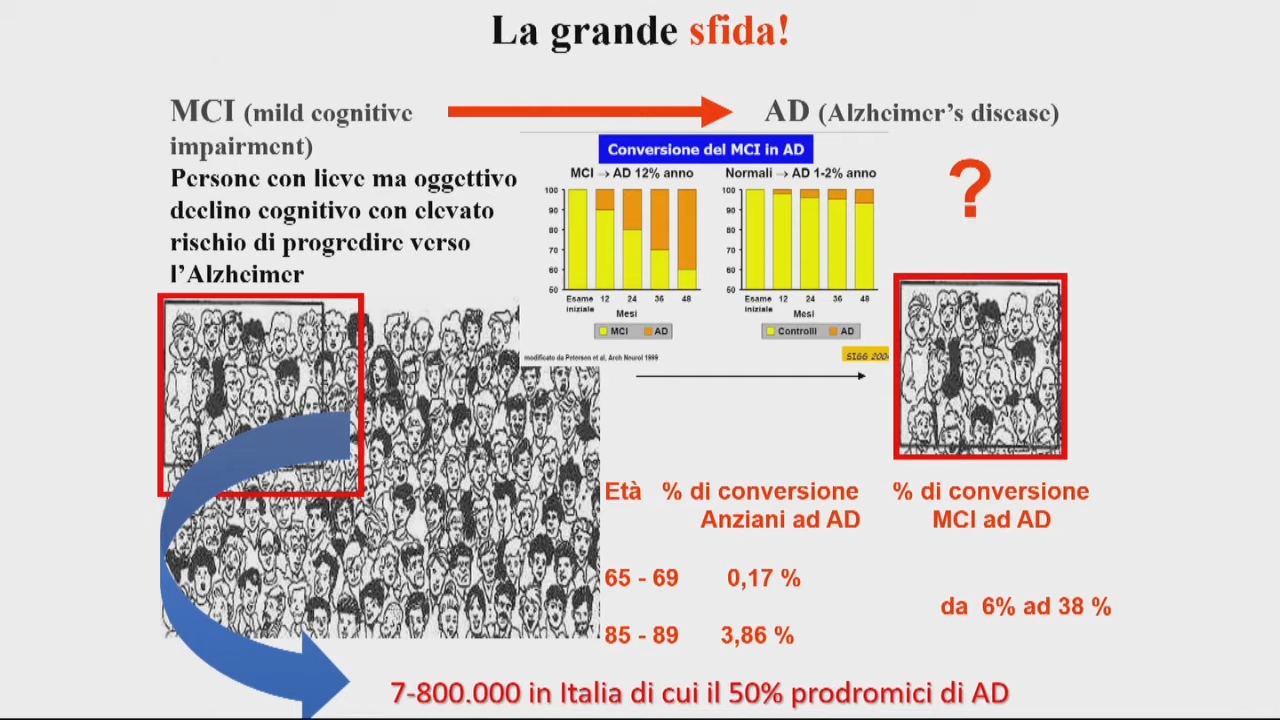 La grande sfida!
MCI (mild cognitive
impairment)
AD (Alzheimer's disease)
Persone con lieve ma oggettivo
declino cognitivo con elevato
rischio di progredire verso
l'Alzheimer
Conversione del MCI in AD
MCI → AD 12% anno
100
90
80
70
60
50
Esame
iniziale
12
24
36
48
Mesi
MCI
AD
Normali → AD 1-2% anno
100
90
80
70
60
50
Esame
iniziale
12
24
36
48
Mesi
Controlli
AD
modificato da Petersen et al, Arch Neurol 1999
SIGG 200
?
Età % di conversione
Anziani ad AD
% di conversione
MCI ad AD
65 - 69 0,17 %
da 6% ad 38 %
85 - 89 3,86 %
7-800.000 in Italia di cui il 50% prodromici di AD